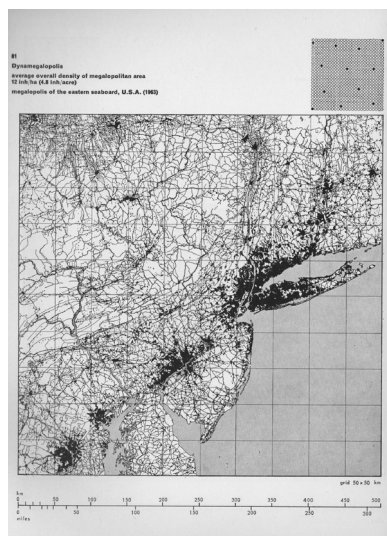 81
Dynamegalopolis
average overall density of megalopolitan area
12 inh/ha (4.8 inh/acre)
megalopolis of the eastern seaboard, U.S.A. (1963)
grid 50 x 50 km
km
0 50 100 150 200 250 300 350 400 450 500
0 50 100 150 200 250 300
miles